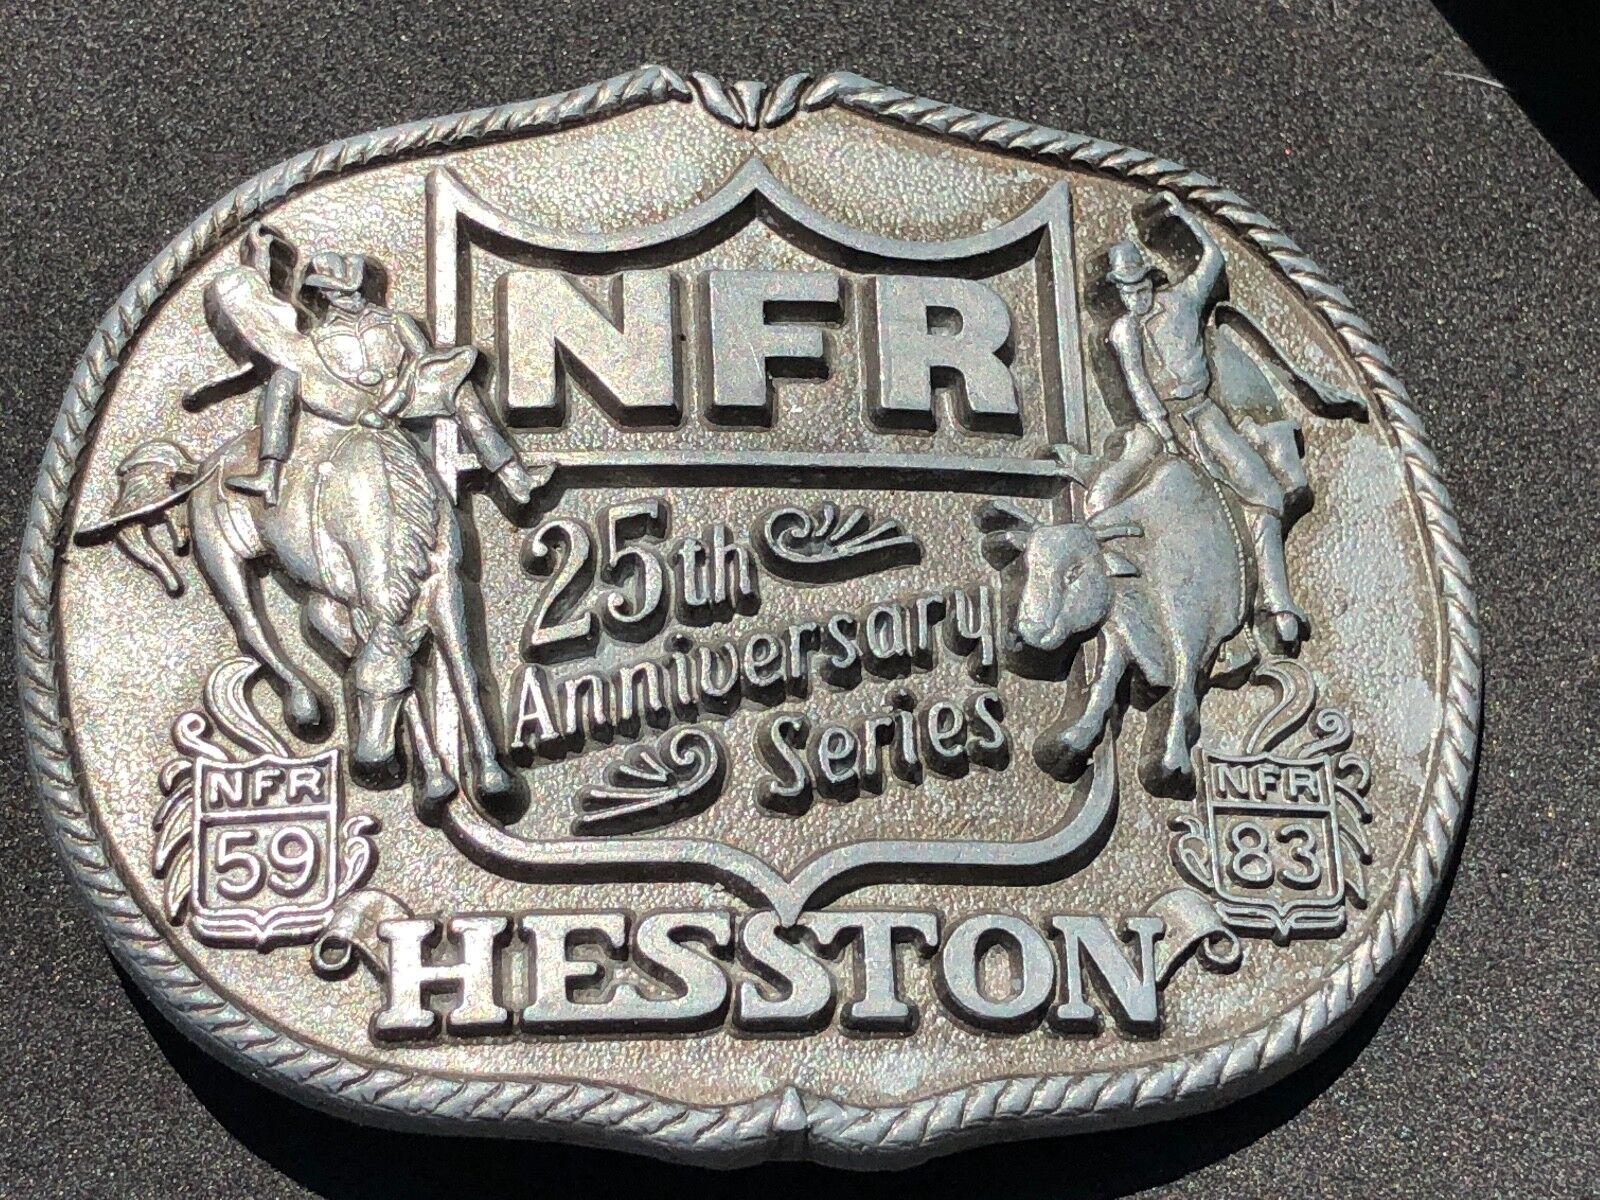 NFR
25th
Anniversary
Series
NFR
59
NFR
83
HESSTON